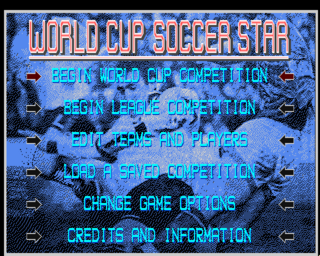 WORLD CUP SOCCER STAR
BEGIN WORLD CUP COMPETITION
BEGIN LEAGUE COMPETITION
EDIT TEAMS AND PLAYERS
LOAD A SAVED COMPETITION
CHANGE GAME OPTIONS
CREDITS AND INFORMATION